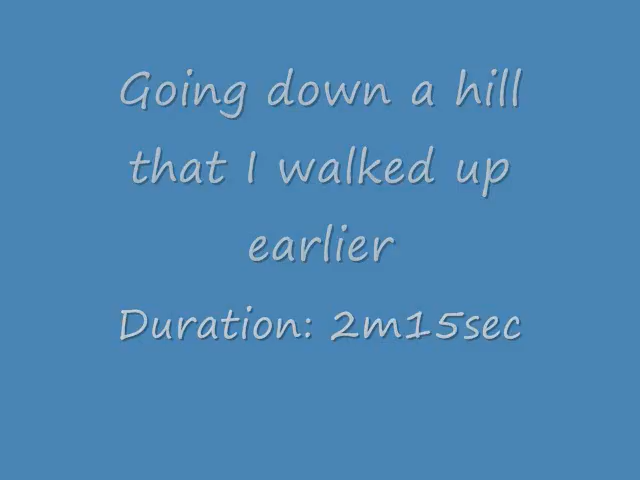 Going down a hill
that I walked up
earlier
Duration: 2m15sec